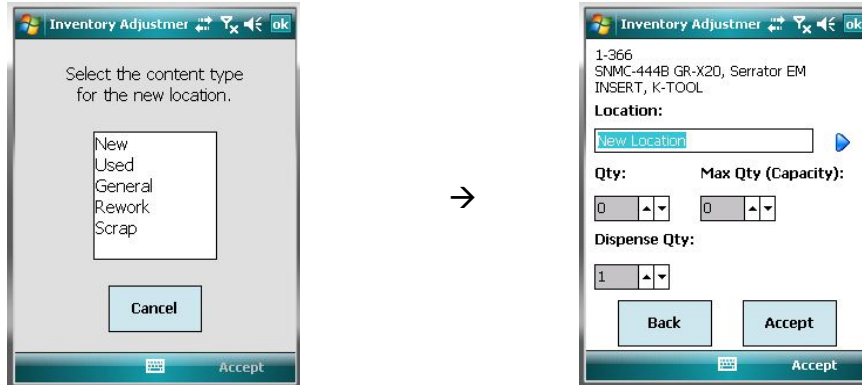 Inventory Adjustmer
ok
Select the content type
for the new location.
New
Used
General
Rework
Scrap
Cancel
Accept
→
Inventory Adjustmer
ok
1-366
SNMC-444B GR-X20, Serrator EM
INSERT, K-TOOL
Location:
New Location
Qty: Max Qty (Capacity):
0 0
Dispense Qty:
1
Back Accept
Accept